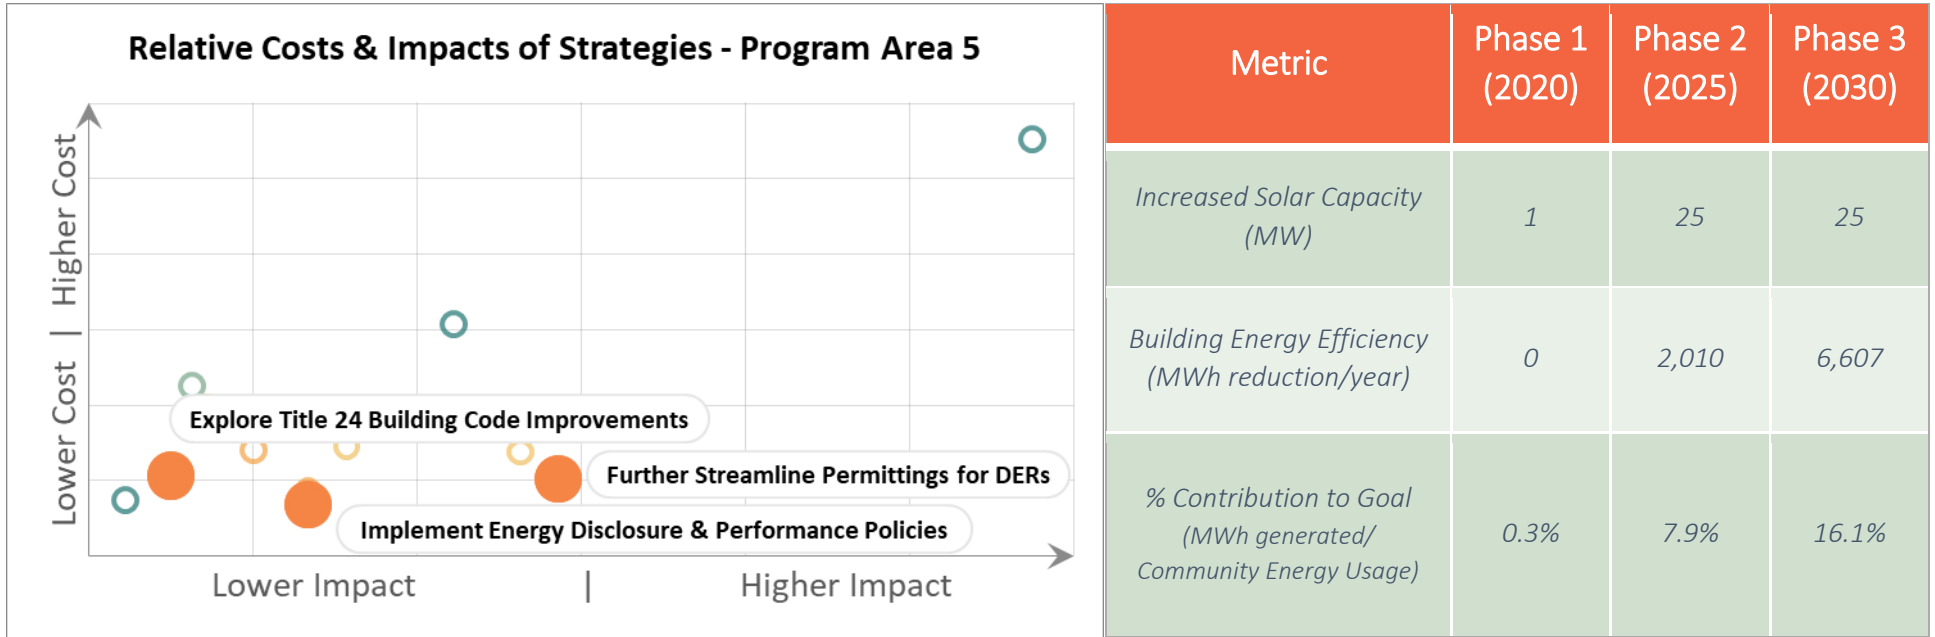 Relative Costs & Impacts of Strategies - Program Area 5
Lower Cost | Higher Cost
Explore Title 24 Building Code Improvements
Further Streamline Permittings for DERs
Implement Energy Disclosure & Performance Policies
Lower Impact | Higher Impact
Metric
Phase 1
(2020)
Phase 2
(2025)
Phase 3
(2030)
Increased Solar Capacity
(MW)
1
25
25
Building Energy Efficiency
(MWh reduction/year)
0
2,010
6,607
% Contribution to Goal
(MWh generated/
Community Energy Usage)
0.3%
7.9%
16.1%